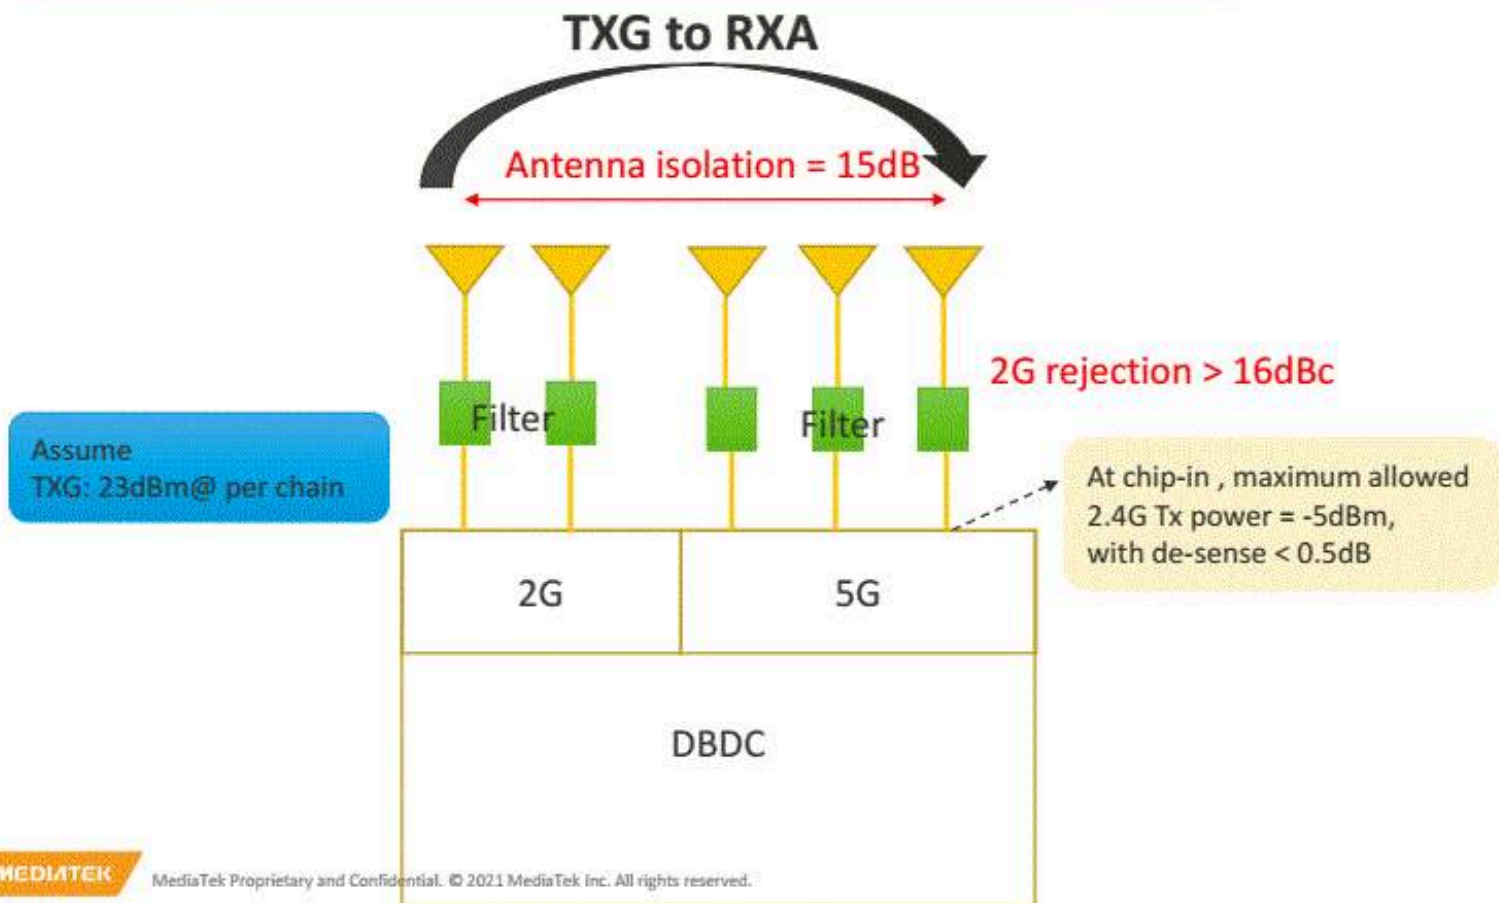 TXG to RXA
Antenna isolation = 15dB
2G rejection > 16dBc
Filter
Filter
Assume
TXG: 23dBm@ per chain
At chip-in , maximum allowed
2.4G Tx power = -5dBm,
with de-sense < 0.5dB
2G
5G
DBDC
MEDIATEK
MediaTek Proprietary and Confidential. © 2021 MediaTek Inc. All rights reserved.